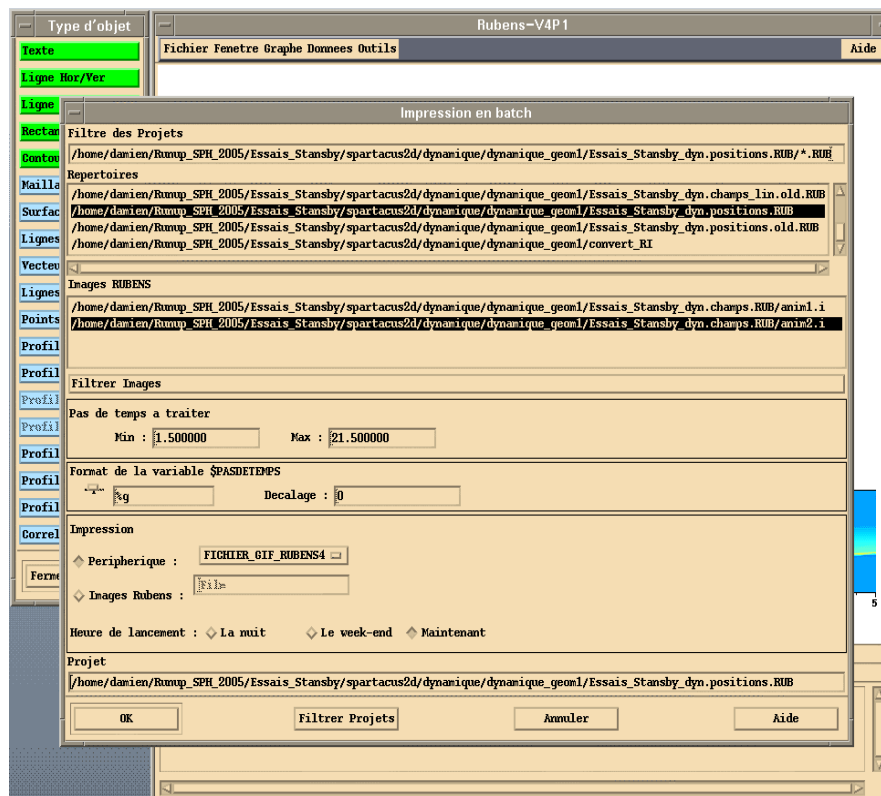 Type d'objet
Rubens-V4P1
Texte
Fichier Fenetre Graphe Donnees Outils
Aide
Ligne Hor/Ver
Ligne
Impression en batch
Rectan
Filtre des Projets
Contou
/home/damien/Runup_SPH_2005/Essais_Stansby/spartacus2d/dynamique/dynamique_geom1/Essais_Stansby_dyn.positions.RUB/*.RUB
Mailla
Repertoires
/home/damien/Runup_SPH_2005/Essais_Stansby/spartacus2d/dynamique/dynamique_geom1/Essais_Stansby_dyn.champs_lin.old.RUB
Surfac
/home/damien/Runup_SPH_2005/Essais_Stansby/spartacus2d/dynamique/dynamique_geom1/Essais_Stansby_dyn.positions.RUB
/home/damien/Runup_SPH_2005/Essais_Stansby/spartacus2d/dynamique/dynamique_geom1/Essais_Stansby_dyn.positions.old.RUB
Lignes
/home/damien/Runup_SPH_2005/Essais_Stansby/spartacus2d/dynamique/dynamique_geom1/convert_RI
Vecteu
Lignes
Images RUBENS
Points
/home/damien/Runup_SPH_2005/Essais_Stansby/spartacus2d/dynamique/dynamique_geom1/Essais_Stansby_dyn.champs.RUB/anim1.i
/home/damien/Runup_SPH_2005/Essais_Stansby/spartacus2d/dynamique/dynamique_geom1/Essais_Stansby_dyn.champs.RUB/anim2.i
Profil
Profil
Profil
Filtrer Images
Profil
Pas de temps a traiter
Min : 1.500000
Max : 21.500000
Profil
Profil
Format de la variable $PASDETEMPS
%g
Decalage : 0
Profil
Correl
Impression
Peripherique :
FICHIER_GIF_RUBENS4
Ferme
Images Rubens :
Film
5
Heure de lancement :
La nuit
Le week-end
Maintenant
Projet
/home/damien/Runup_SPH_2005/Essais_Stansby/spartacus2d/dynamique/dynamique_geom1/Essais_Stansby_dyn.positions.RUB
OK
Filtrer Projets
Annuler
Aide